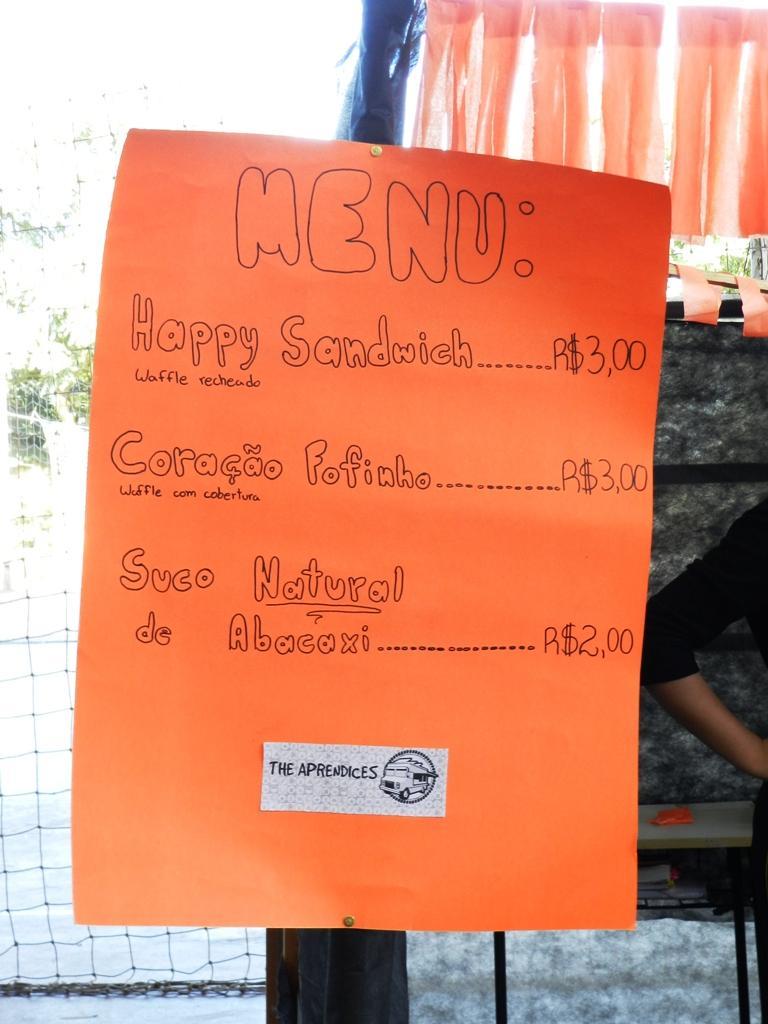 MENU:
Happy Sandwich........R$3,00
Waffle recheado
Coração Fofinho.............R$3,00
Waffle com cobertura
Suco Natural
de Abacaxi..................R$2,00
THE APRENDICES